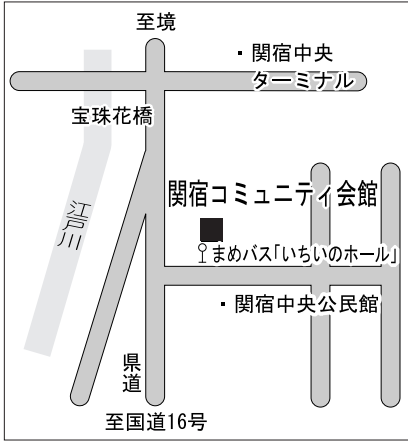 至境
・関宿中央
ターミナル
宝珠花橋
関宿コミュニティ会館
江戸川
まめバス「いちいのホール」
・関宿中央公民館
県道
至国道16号